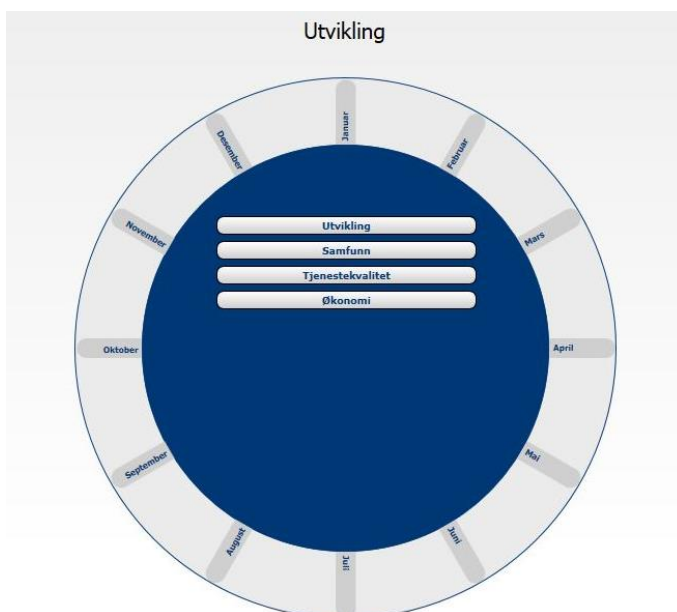 Utvikling
Januar
Februar
Mars
April
Mai
Juni
Juli
August
September
Oktober
November
Desember
Utvikling
Samfunn
Tjenestekvalitet
Økonomi